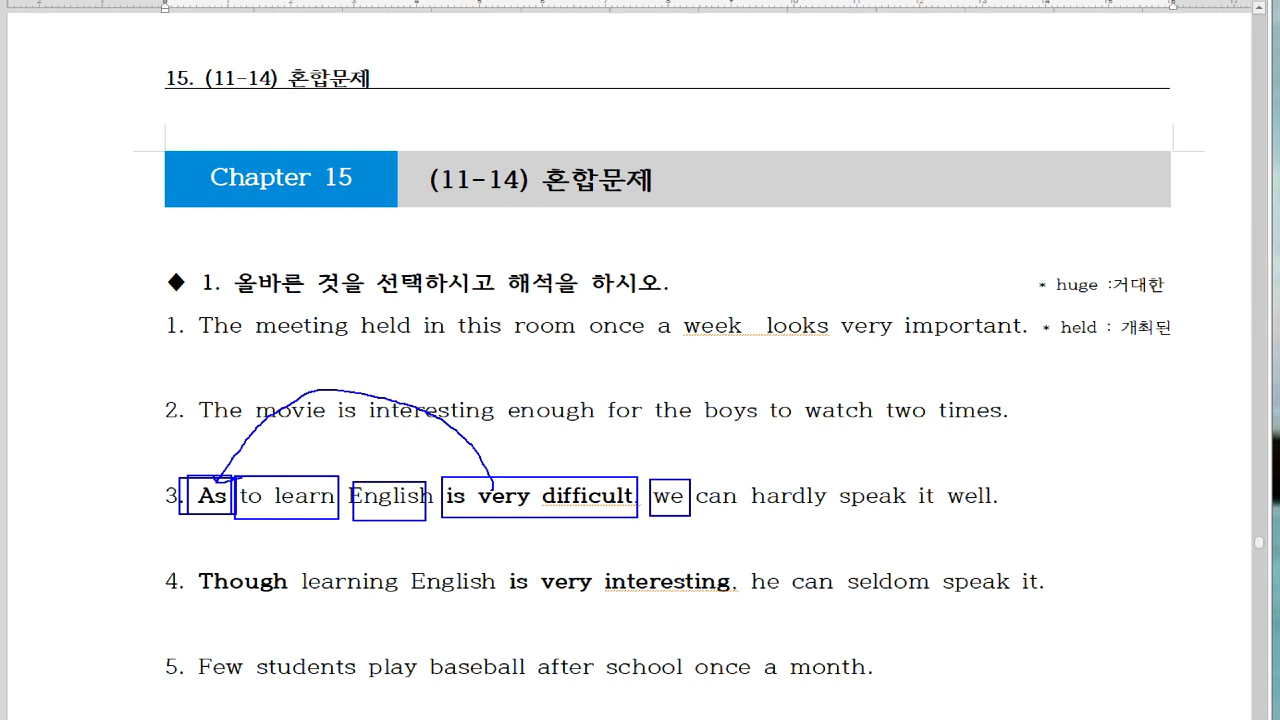 15. (11-14) 혼합문제
Chapter 15 (11-14) 혼합문제
◆ 1. 올바른 것을 선택하시고 해석을 하시오. * huge :거대한
1. The meeting held in this room once a week looks very important. * held : 개최된
2. The movie is interesting enough for the boys to watch two times.
3. As to learn English is very difficult, we can hardly speak it well.
4. Though learning English is very interesting, he can seldom speak it.
5. Few students play baseball after school once a month.